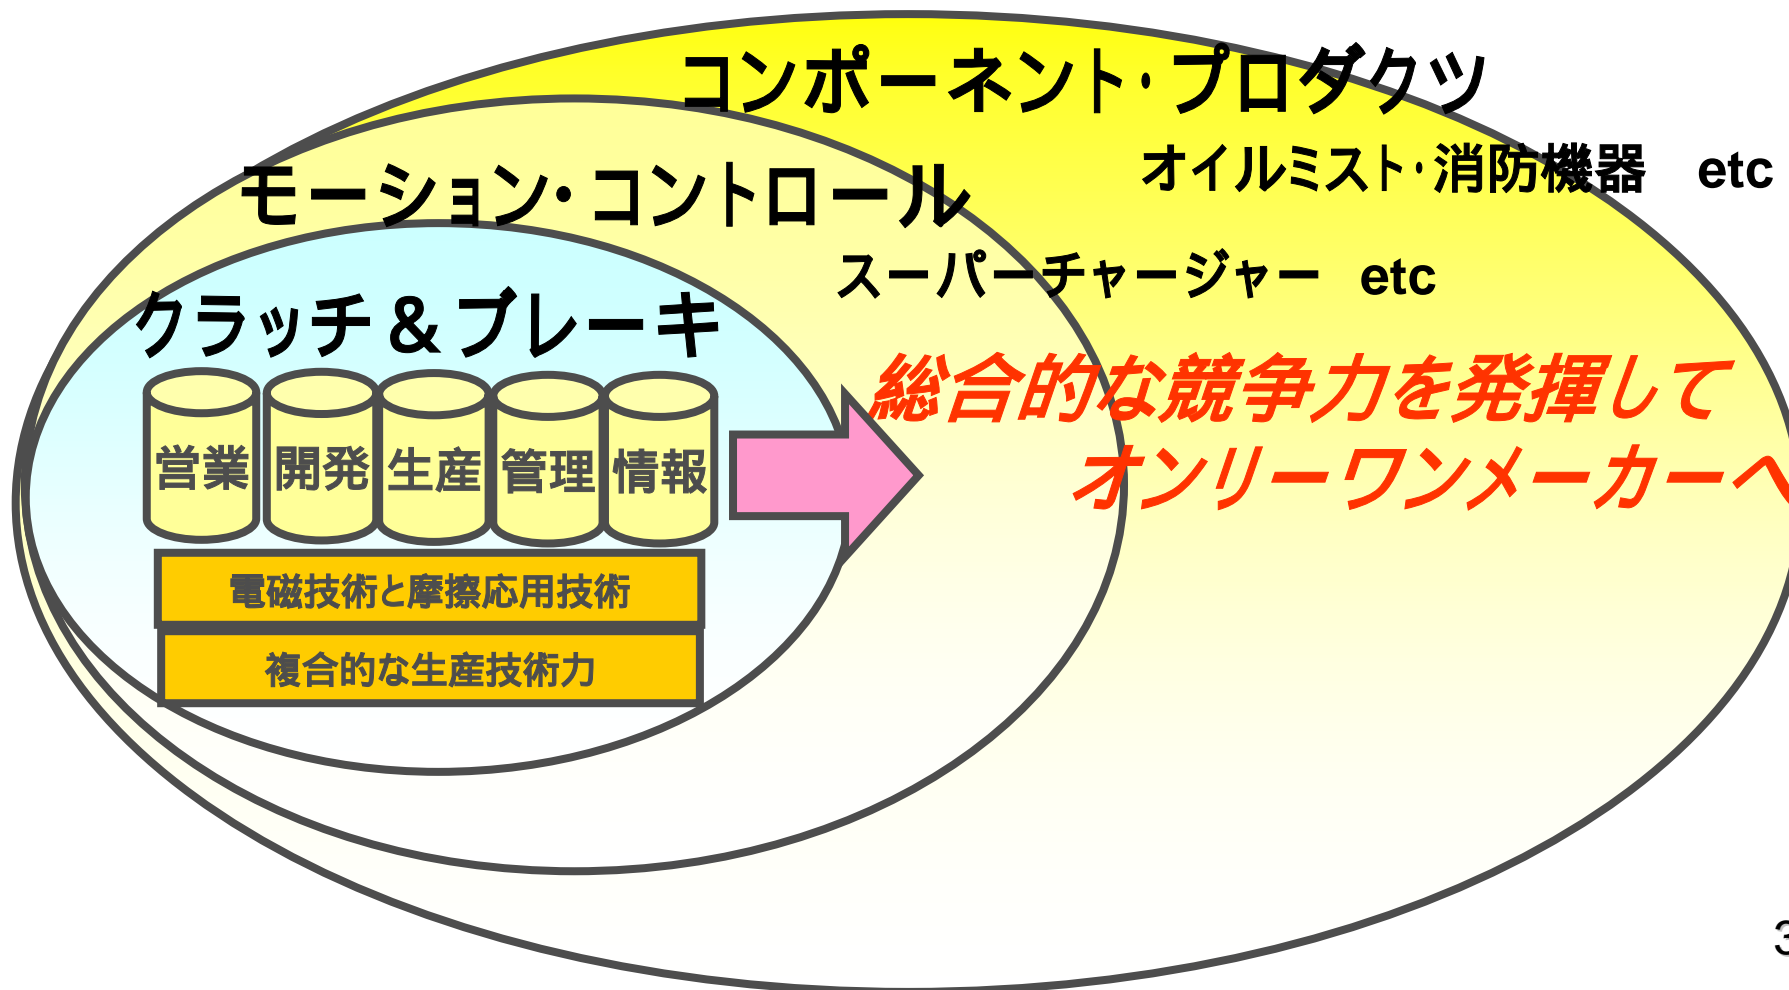 コンポーネント・プロダクツ
オイルミスト・消防機器　etc
モーション・コントロール
スーパーチャージャー　etc
クラッチ＆ブレーキ
総合的な競争力を発揮して
オンリーワンメーカーへ
営業 開発 生産 管理 情報
電磁技術と摩擦応用技術
複合的な生産技術力
3